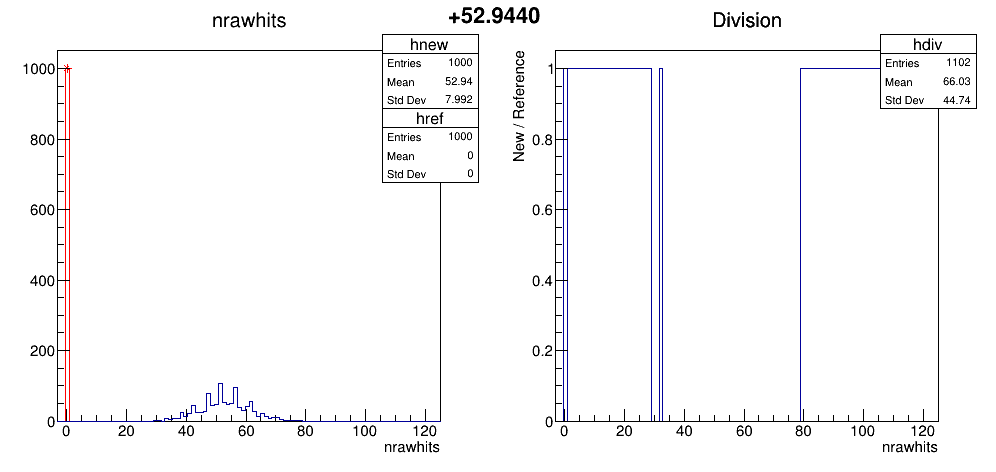 +52.9440
nrawhits
hnew
Entries 1000
Mean 52.94
Std Dev 7.992
href
Entries 1000
Mean 0
Std Dev 0
1000
800
600
400
200
0
0 20 40 60 80 100 120
nrawhits
Division
hdiv
Entries 1102
Mean 66.03
Std Dev 44.74
New / Reference
1
0.8
0.6
0.4
0.2
0
0 20 40 60 80 100 120
nrawhits